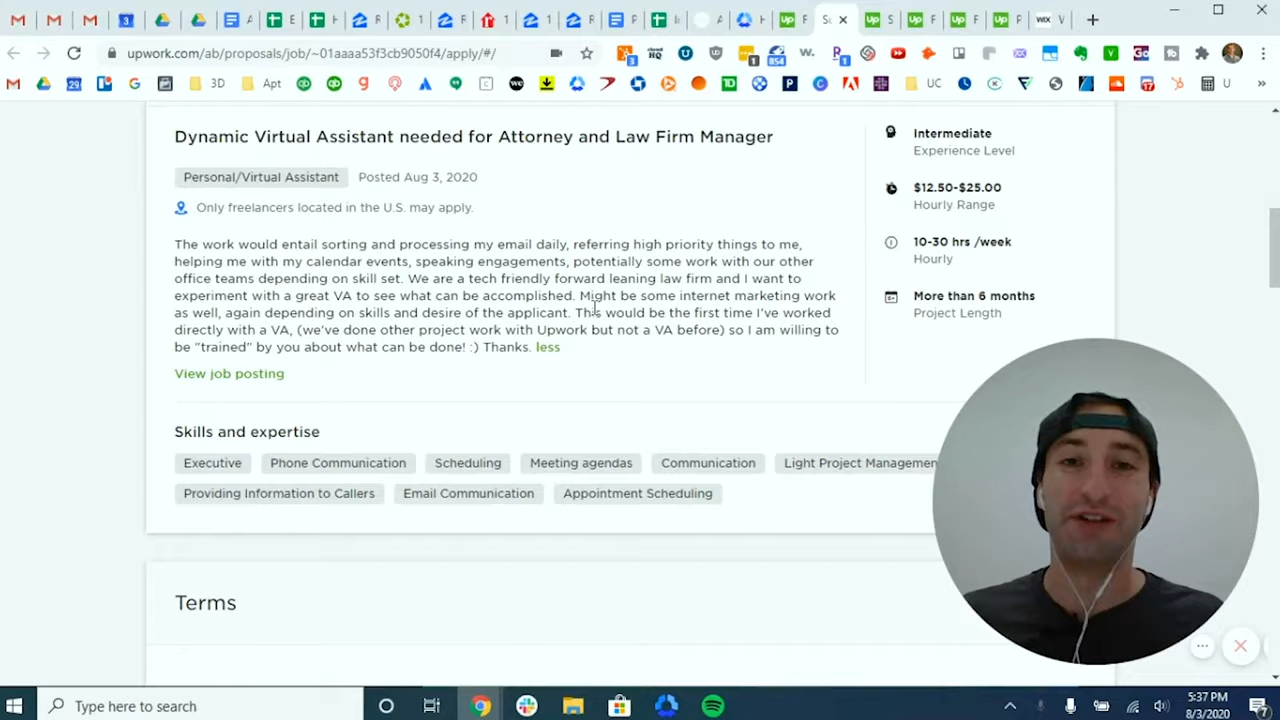 upwork.com/ab/proposals/job/~01aaaa53f3cb9050f4/apply/#/
3D
Apt
UC
U
Dynamic Virtual Assistant needed for Attorney and Law Firm Manager
Personal/Virtual Assistant
Posted Aug 3, 2020
Only freelancers located in the U.S. may apply.
The work would entail sorting and processing my email daily, referring high priority things to me,
helping me with my calendar events, speaking engagements, potentially some work with our other
office teams depending on skill set. We are a tech friendly forward leaning law firm and I want to
experiment with a great VA to see what can be accomplished. Might be some internet marketing work
as well, again depending on skills and desire of the applicant. This would be the first time I've worked
directly with a VA, (we've done other project work with Upwork but not a VA before) so I am willing to
be "trained" by you about what can be done! :) Thanks. less
View job posting
Intermediate
Experience Level
$12.50-$25.00
Hourly Range
10-30 hrs /week
Hourly
More than 6 months
Project Length
Skills and expertise
Executive
Phone Communication
Scheduling
Meeting agendas
Communication
Light Project Managemen
Providing Information to Callers
Email Communication
Appointment Scheduling
Terms
Type here to search
5:37 PM
8/3/2020